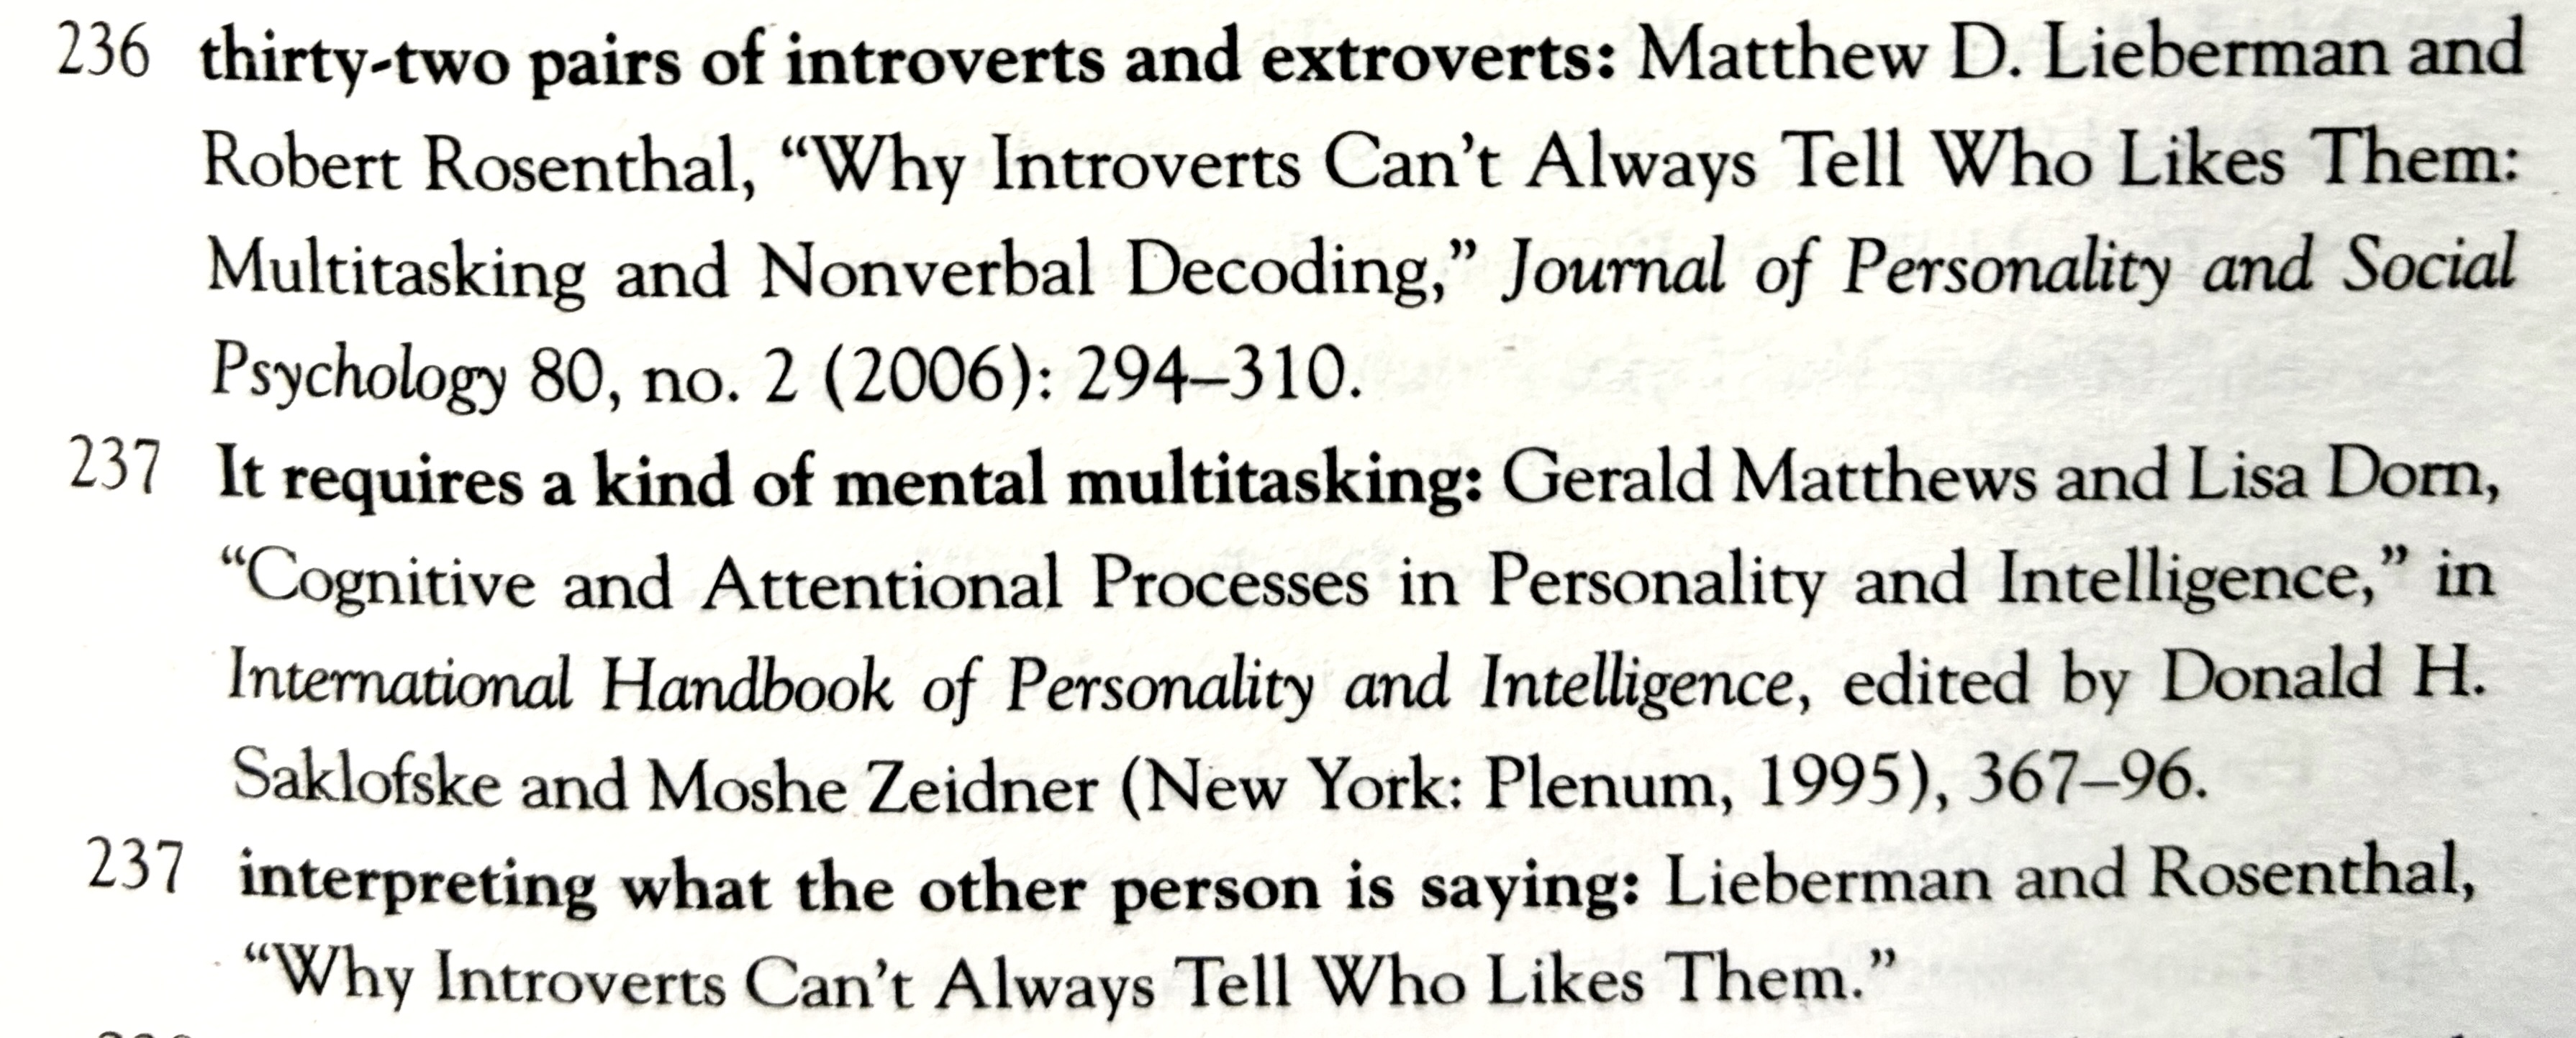 236 thirty-two pairs of introverts and extroverts: Matthew D. Lieberman and
Robert Rosenthal, “Why Introverts Can’t Always Tell Who Likes Them:
Multitasking and Nonverbal Decoding,” Journal of Personality and Social
Psychology 80, no. 2 (2006): 294–310.
237 It requires a kind of mental multitasking: Gerald Matthews and Lisa Dorn,
“Cognitive and Attentional Processes in Personality and Intelligence,” in
International Handbook of Personality and Intelligence, edited by Donald H.
Saklofske and Moshe Zeidner (New York: Plenum, 1995), 367–96.
237 interpreting what the other person is saying: Lieberman and Rosenthal,
“Why Introverts Can’t Always Tell Who Likes Them.”